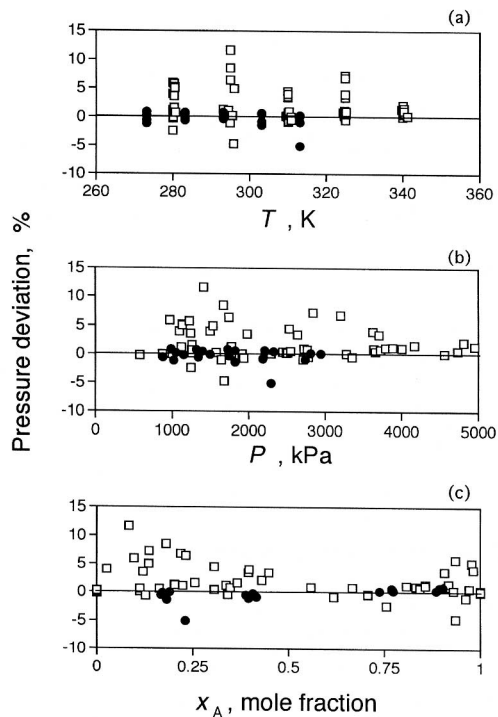 (a)
15
10
5
0
-5
-10
260 280 300 320 340 360
T , K
(b)
15
10
5
0
-5
-10
0 1000 2000 3000 4000 5000
P , kPa
(c)
15
10
5
0
-5
-10
0 0.25 0.5 0.75 1
x_A , mole fraction
Pressure deviation, %